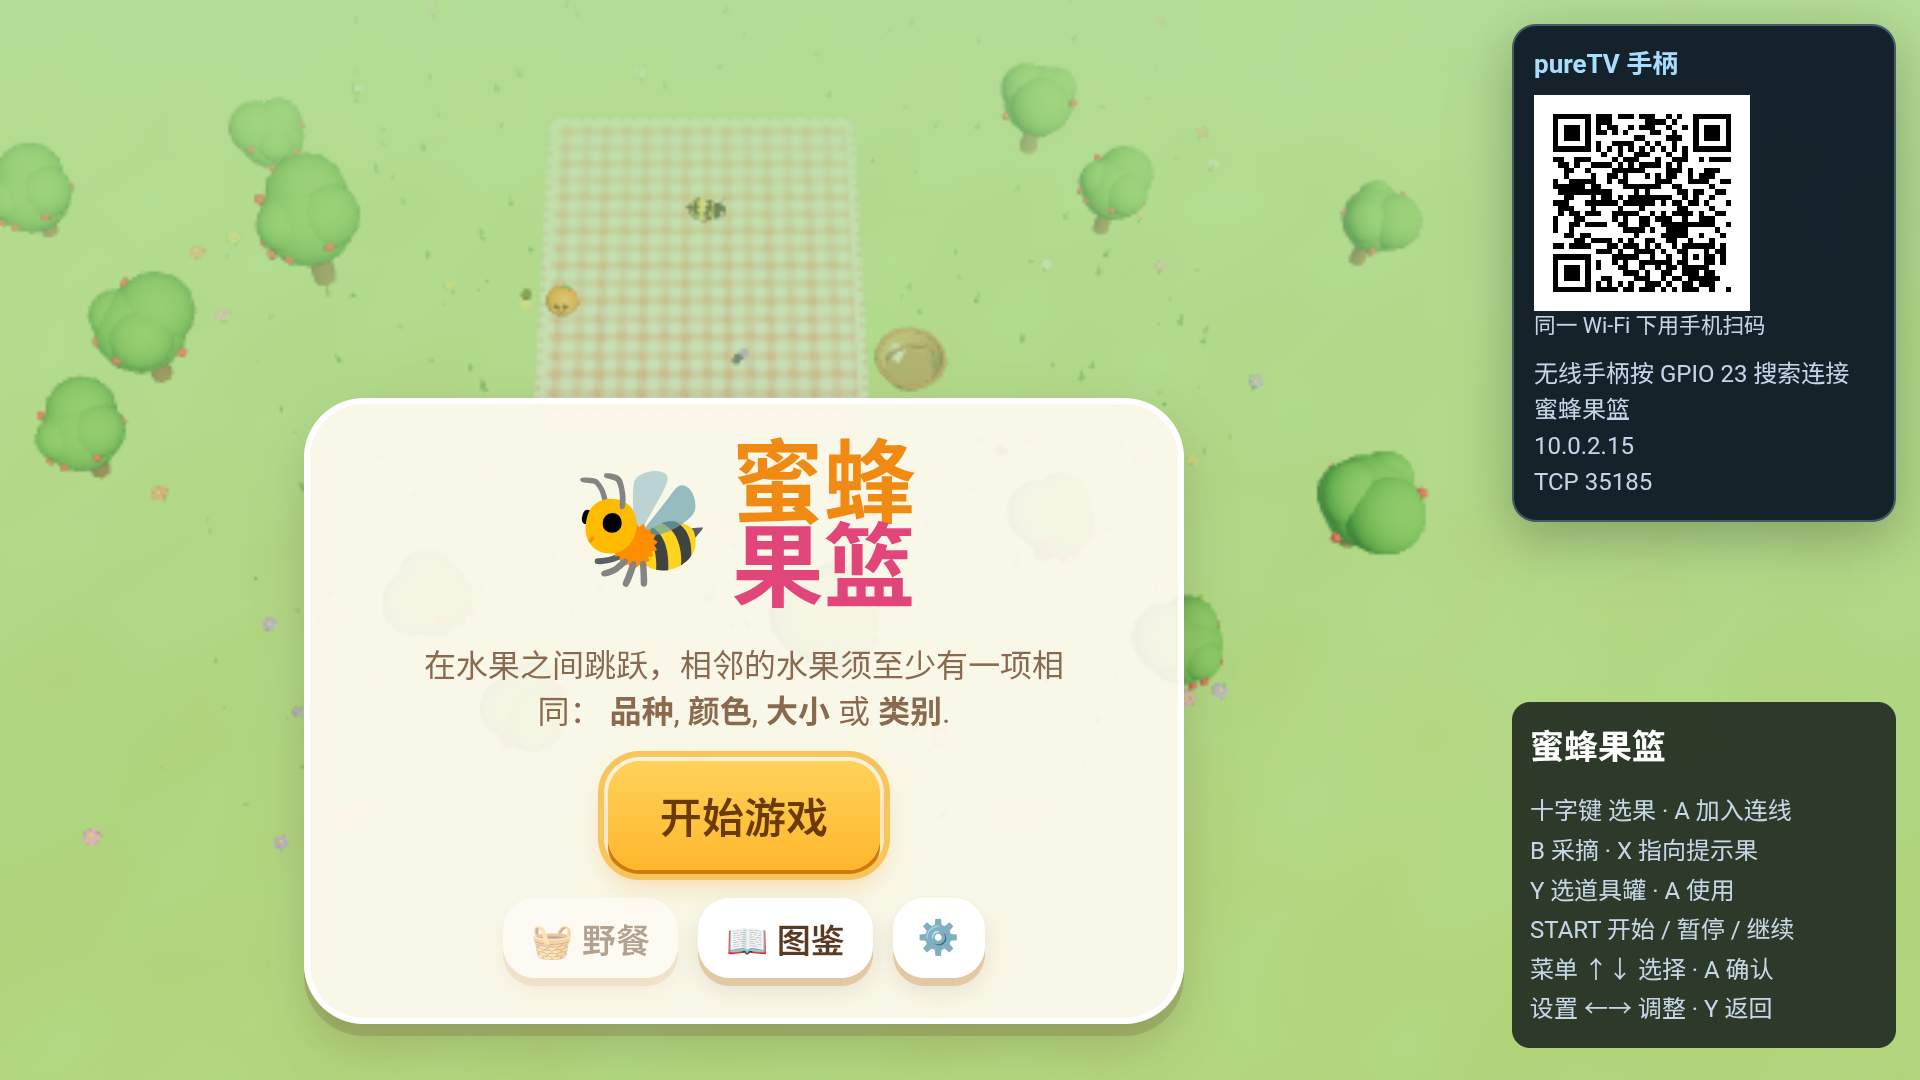 pureTV 手柄
同一 Wi-Fi 下用手机扫码
无线手柄按 GPIO 23 搜索连接
蜜蜂果篮
10.0.2.15
TCP 35185
蜜蜂
果篮
在水果之间跳跃，相邻的水果须至少有一项相
同： 品种, 颜色, 大小 或 类别.
开始游戏
野餐
图鉴
蜜蜂果篮
十字键 选果 · A 加入连线
B 采摘 · X 指向提示果
Y 选道具罐 · A 使用
START 开始 / 暂停 / 继续
菜单 ↑↓ 选择 · A 确认
设置 ←→ 调整 · Y 返回